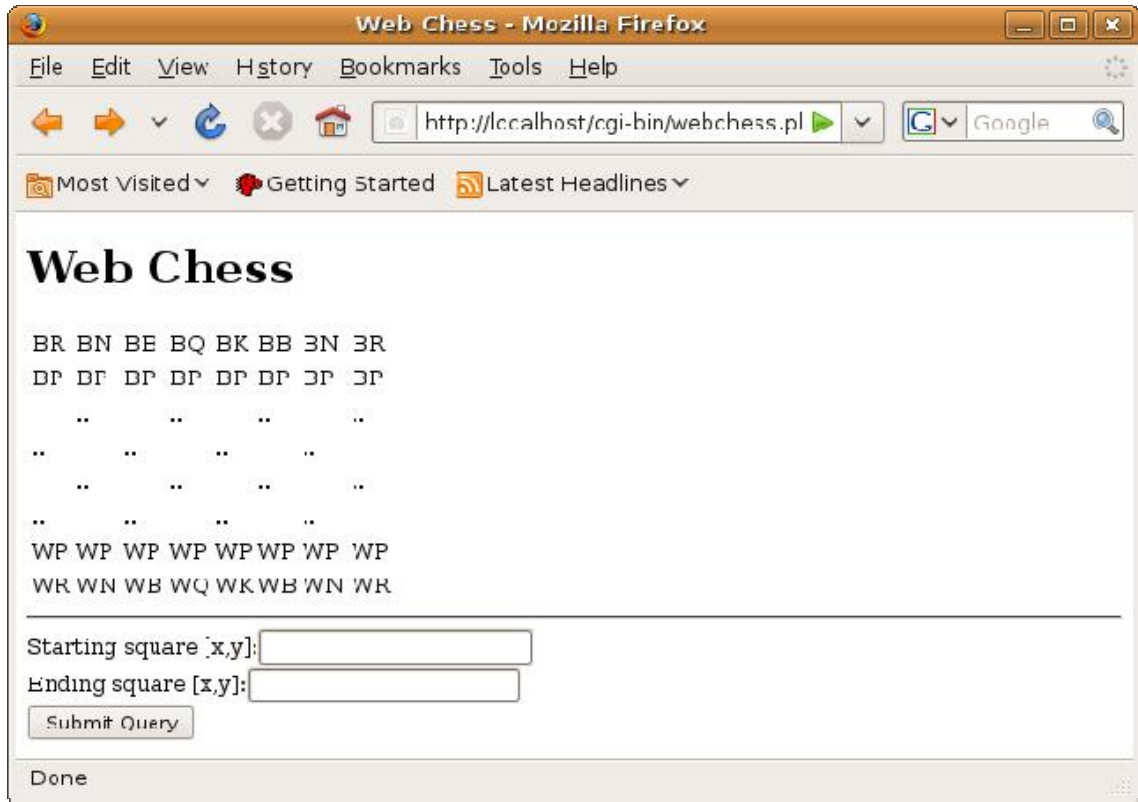 Web Chess - Mozilla Firefox
File Edit View History Bookmarks Tools Help
http://localhost/cgi-bin/webchess.pl Google
Most Visited Getting Started Latest Headlines
Web Chess
BR BN BB BQ BK BB BN BR
BP BP BP BP BP BP BP BP
.. .. .. ..
.. .. .. ..
.. .. .. ..
.. .. .. ..
WP WP WP WP WP WP WP WP
WR WN WB WQ WK WB WN WR
Starting square [x,y]:
Ending square [x,y]:
Submit Query
Done